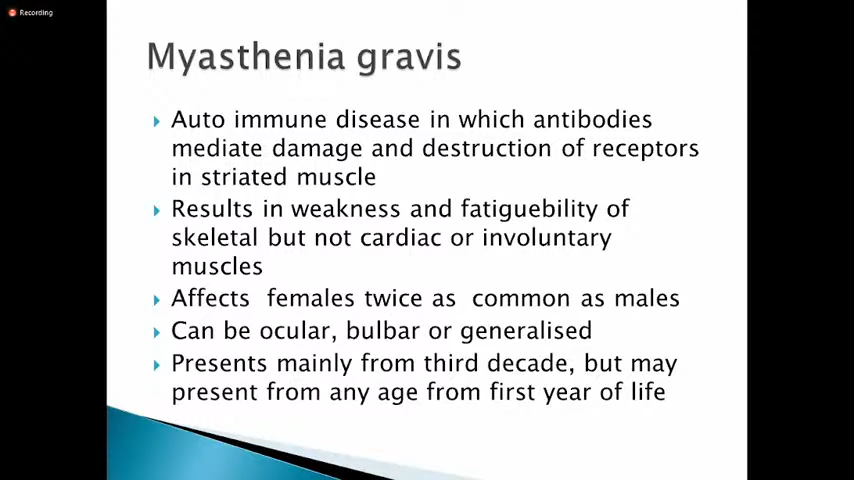 Recording
Myasthenia gravis
Auto immune disease in which antibodies
mediate damage and destruction of receptors
in striated muscle
Results in weakness and fatiguebility of
skeletal but not cardiac or involuntary
muscles
Affects females twice as common as males
Can be ocular, bulbar or generalised
Presents mainly from third decade, but may
present from any age from first year of life